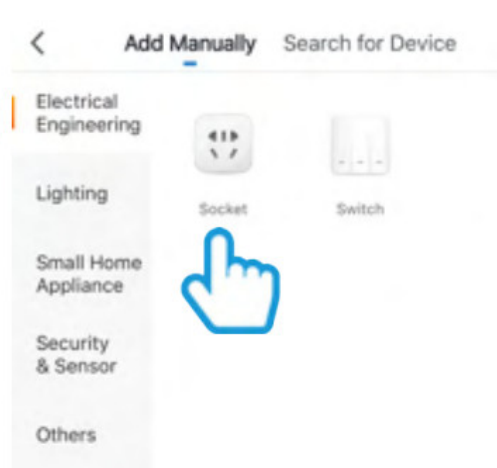 Add Manually Search for Device
Electrical
Engineering
Socket Switch
Lighting
Small Home
Appliance
Security
& Sensor
Others